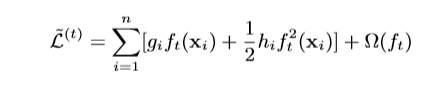 $\tilde{\mathcal{L}}^{(t)} = \sum_{i=1}^{n} [g_i f_t(\mathbf{x}_i) + \frac{1}{2} h_i f_t^2(\mathbf{x}_i)] + \Omega(f_t)$